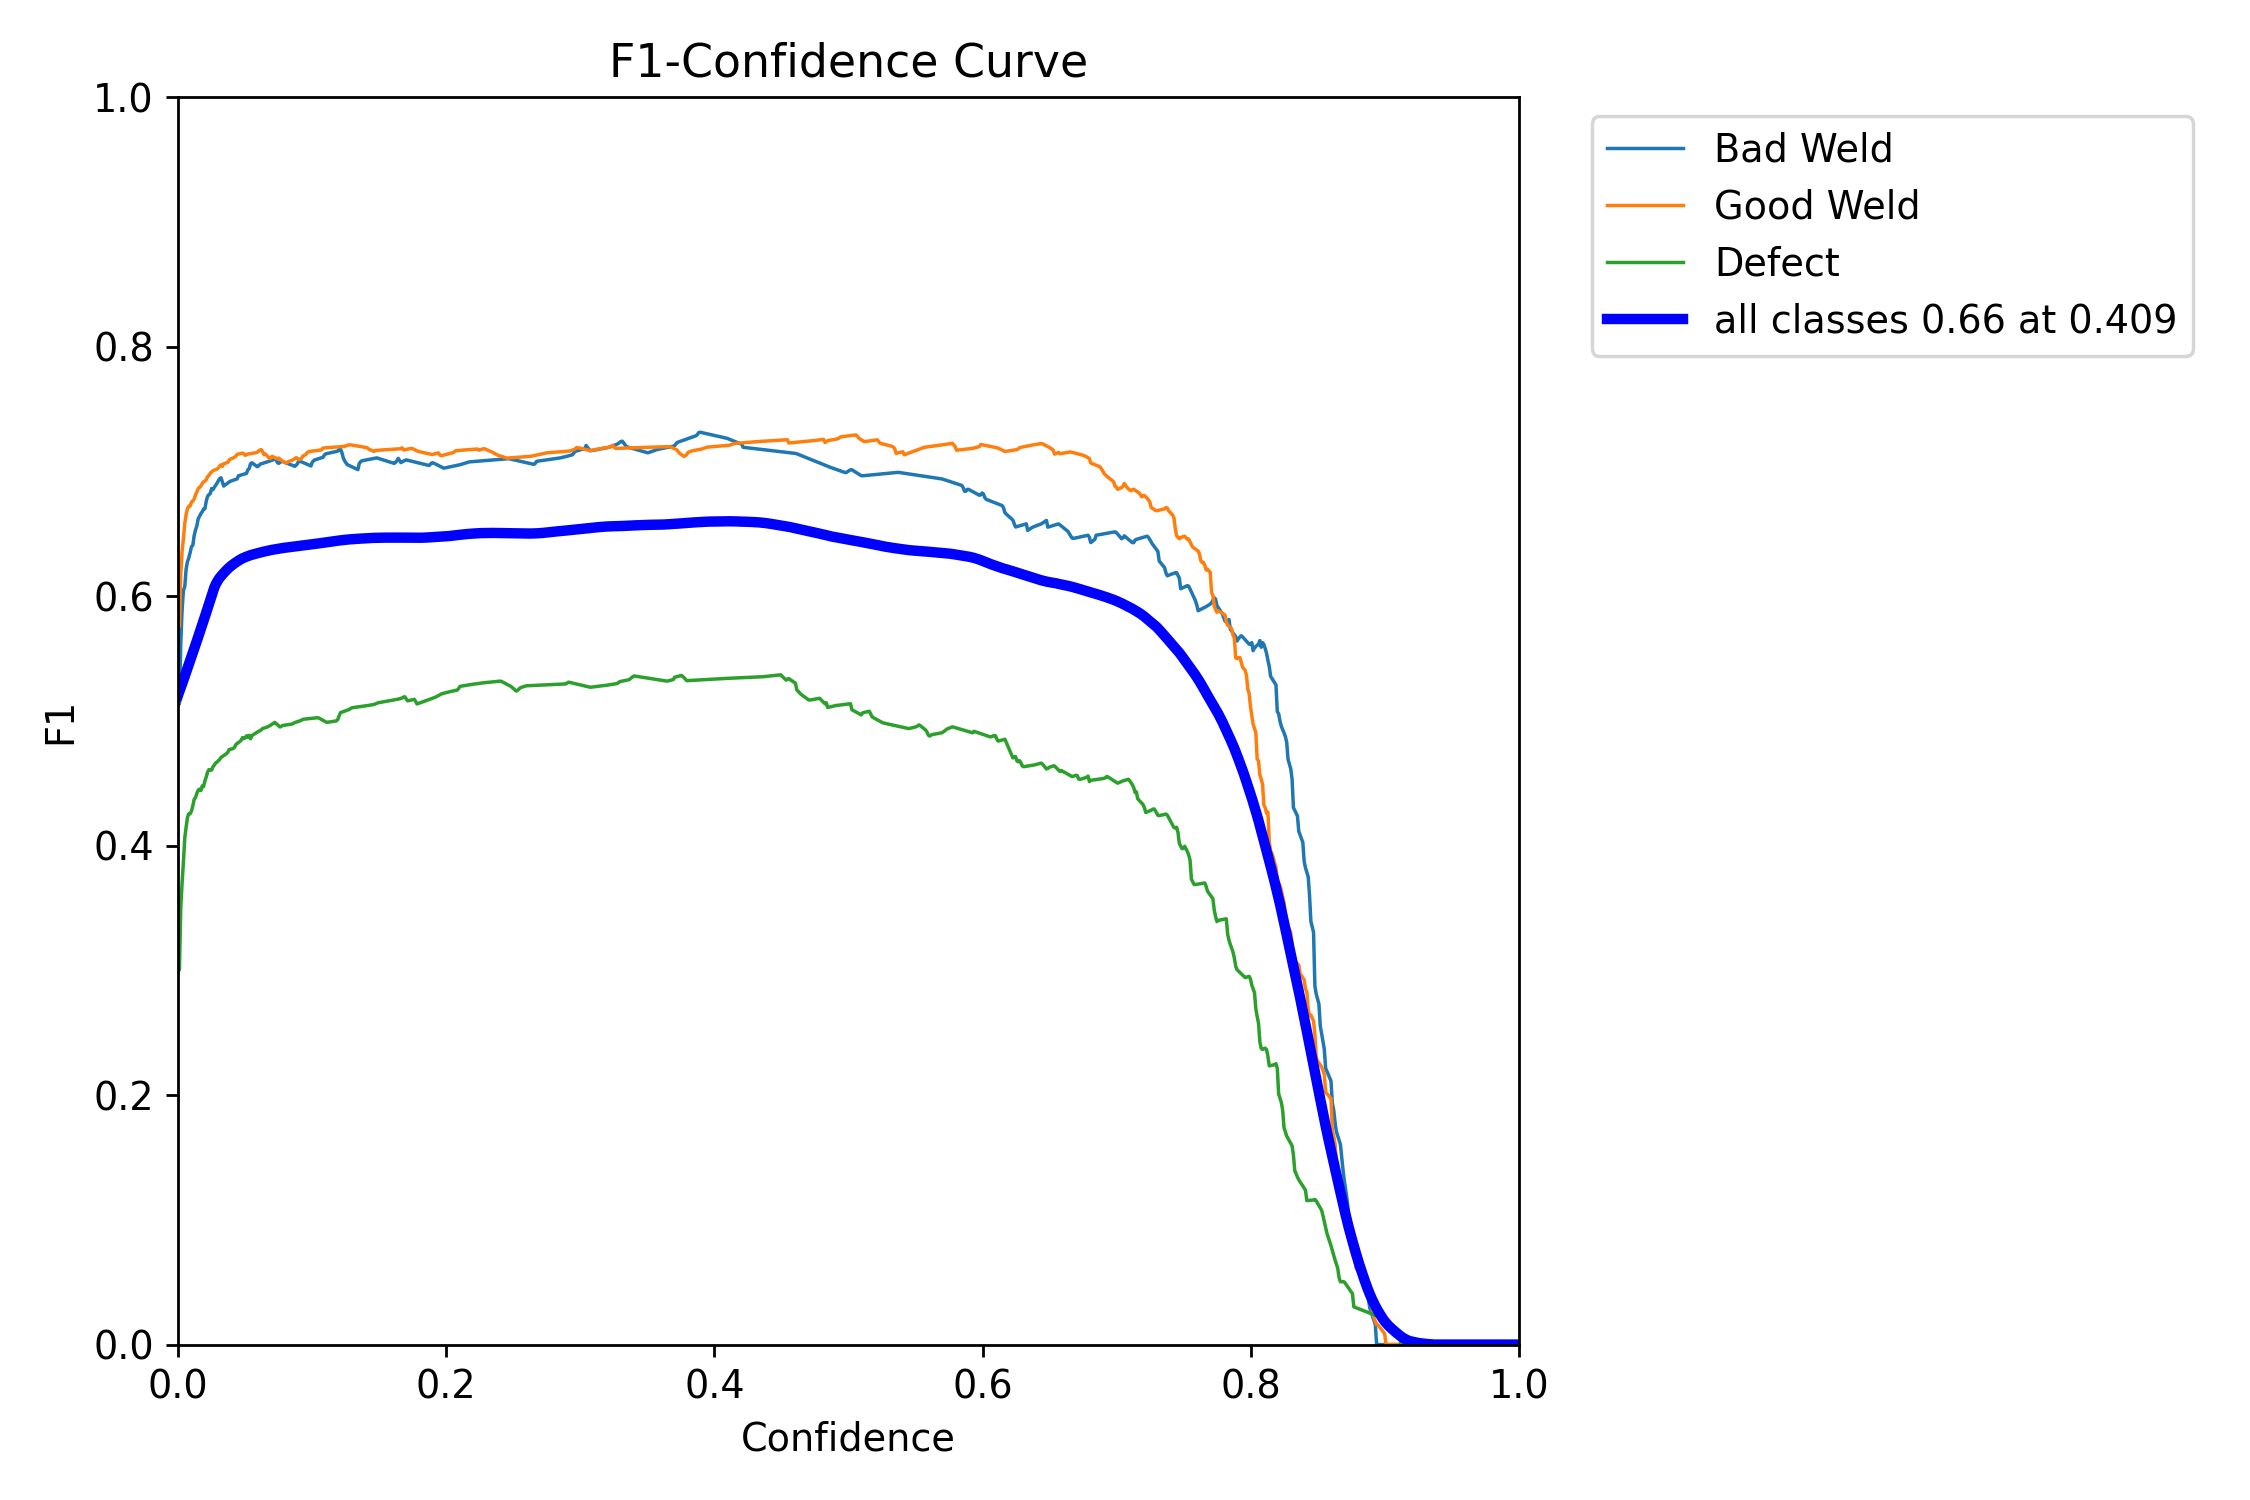 F1-Confidence Curve
1.0
0.8
0.6
0.4
0.2
0.0
F1
0.0 0.2 0.4 0.6 0.8 1.0
Confidence
Bad Weld
Good Weld
Defect
all classes 0.66 at 0.409